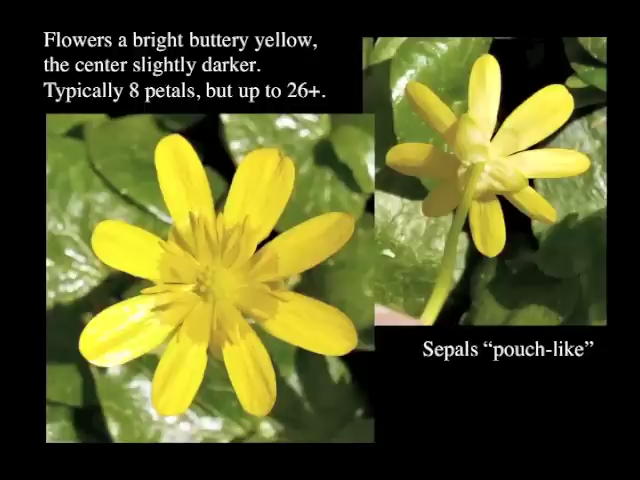 Flowers a bright buttery yellow,
the center slightly darker.
Typically 8 petals, but up to 26+.
Sepals “pouch-like”